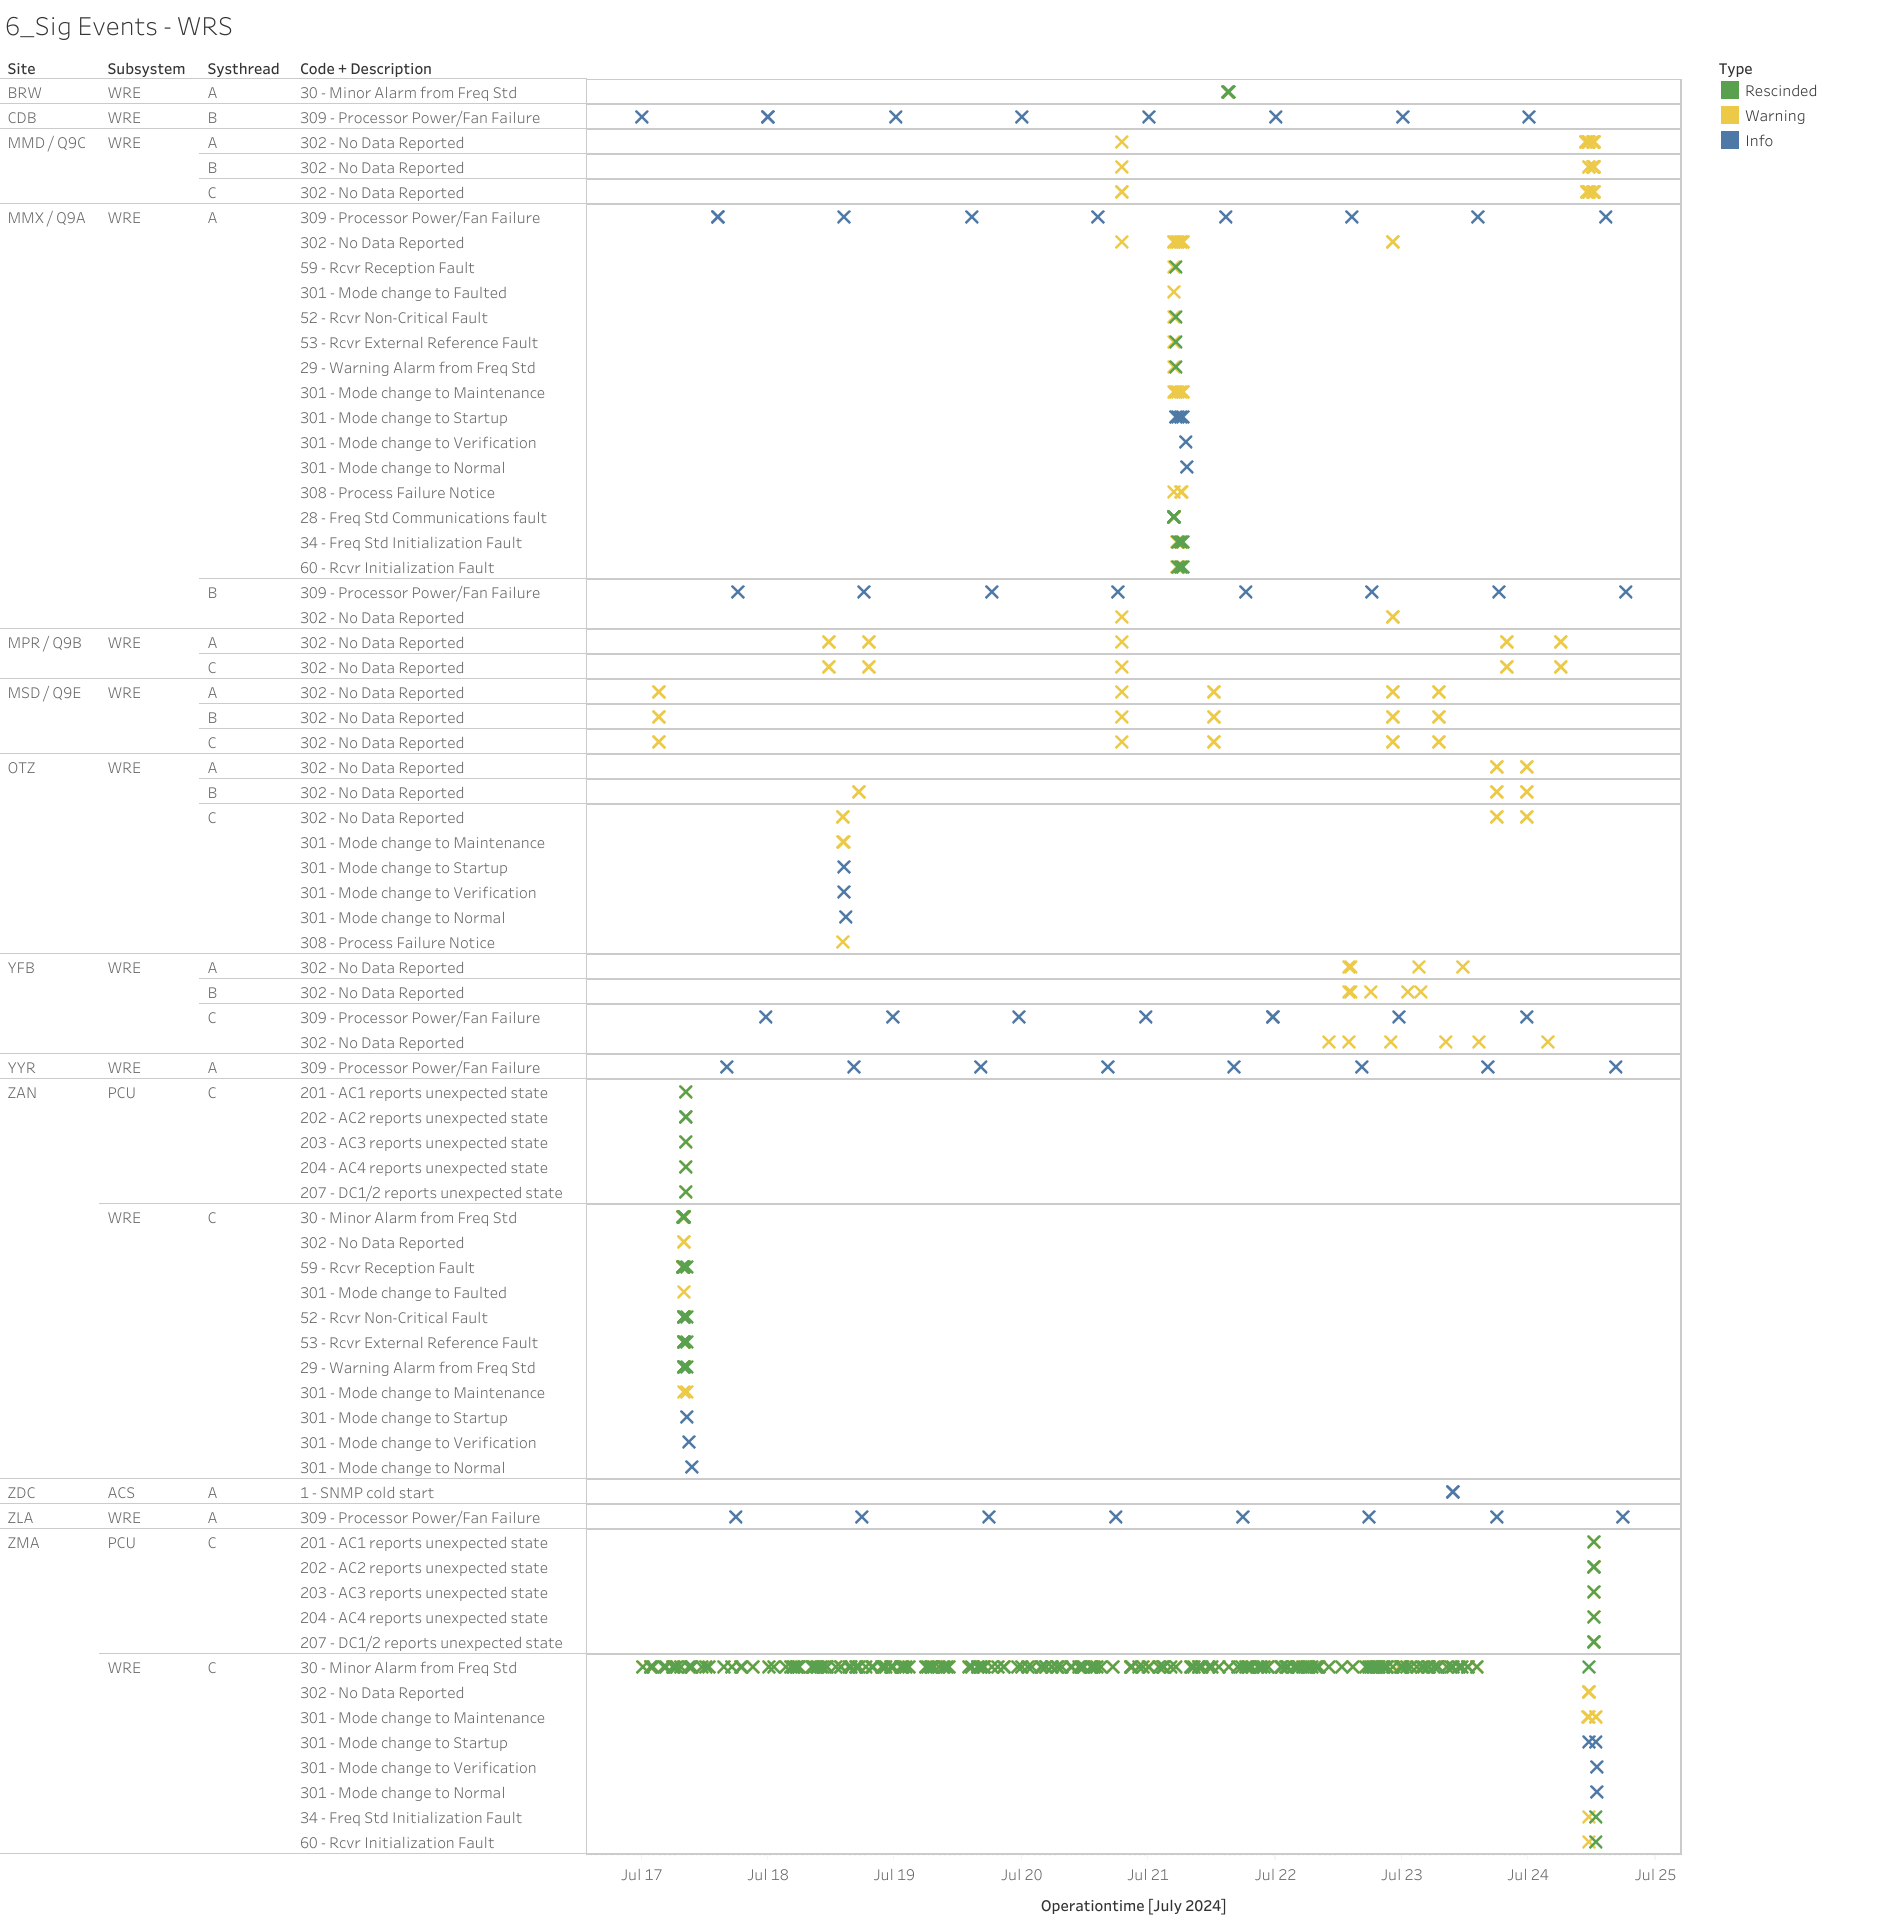 6_Sig Events - WRS
Site Subsystem Systhread Code + Description
Type
Rescinded
Warning
Info
BRW WRE A 30 - Minor Alarm from Freq Std
CDB WRE B 309 - Processor Power/Fan Failure
MMD / Q9C WRE A 302 - No Data Reported
B 302 - No Data Reported
C 302 - No Data Reported
MMX / Q9A WRE A 309 - Processor Power/Fan Failure
302 - No Data Reported
59 - Rcvr Reception Fault
301 - Mode change to Faulted
52 - Rcvr Non-Critical Fault
53 - Rcvr External Reference Fault
29 - Warning Alarm from Freq Std
301 - Mode change to Maintenance
301 - Mode change to Startup
301 - Mode change to Verification
301 - Mode change to Normal
308 - Process Failure Notice
28 - Freq Std Communications fault
34 - Freq Std Initialization Fault
60 - Rcvr Initialization Fault
B 309 - Processor Power/Fan Failure
302 - No Data Reported
MPR / Q9B WRE A 302 - No Data Reported
C 302 - No Data Reported
MSD / Q9E WRE A 302 - No Data Reported
B 302 - No Data Reported
C 302 - No Data Reported
OTZ WRE A 302 - No Data Reported
B 302 - No Data Reported
C 302 - No Data Reported
301 - Mode change to Maintenance
301 - Mode change to Startup
301 - Mode change to Verification
301 - Mode change to Normal
308 - Process Failure Notice
YFB WRE A 302 - No Data Reported
B 302 - No Data Reported
C 309 - Processor Power/Fan Failure
302 - No Data Reported
YYR WRE A 309 - Processor Power/Fan Failure
ZAN PCU C 201 - AC1 reports unexpected state
202 - AC2 reports unexpected state
203 - AC3 reports unexpected state
204 - AC4 reports unexpected state
207 - DC1/2 reports unexpected state
WRE C 30 - Minor Alarm from Freq Std
302 - No Data Reported
59 - Rcvr Reception Fault
301 - Mode change to Faulted
52 - Rcvr Non-Critical Fault
53 - Rcvr External Reference Fault
29 - Warning Alarm from Freq Std
301 - Mode change to Maintenance
301 - Mode change to Startup
301 - Mode change to Verification
301 - Mode change to Normal
ZDC ACS A 1 - SNMP cold start
ZLA WRE A 309 - Processor Power/Fan Failure
ZMA PCU C 201 - AC1 reports unexpected state
202 - AC2 reports unexpected state
203 - AC3 reports unexpected state
204 - AC4 reports unexpected state
207 - DC1/2 reports unexpected state
WRE C 30 - Minor Alarm from Freq Std
302 - No Data Reported
301 - Mode change to Maintenance
301 - Mode change to Startup
301 - Mode change to Verification
301 - Mode change to Normal
34 - Freq Std Initialization Fault
60 - Rcvr Initialization Fault
Jul 17 Jul 18 Jul 19 Jul 20 Jul 21 Jul 22 Jul 23 Jul 24 Jul 25
Operationtime [July 2024]